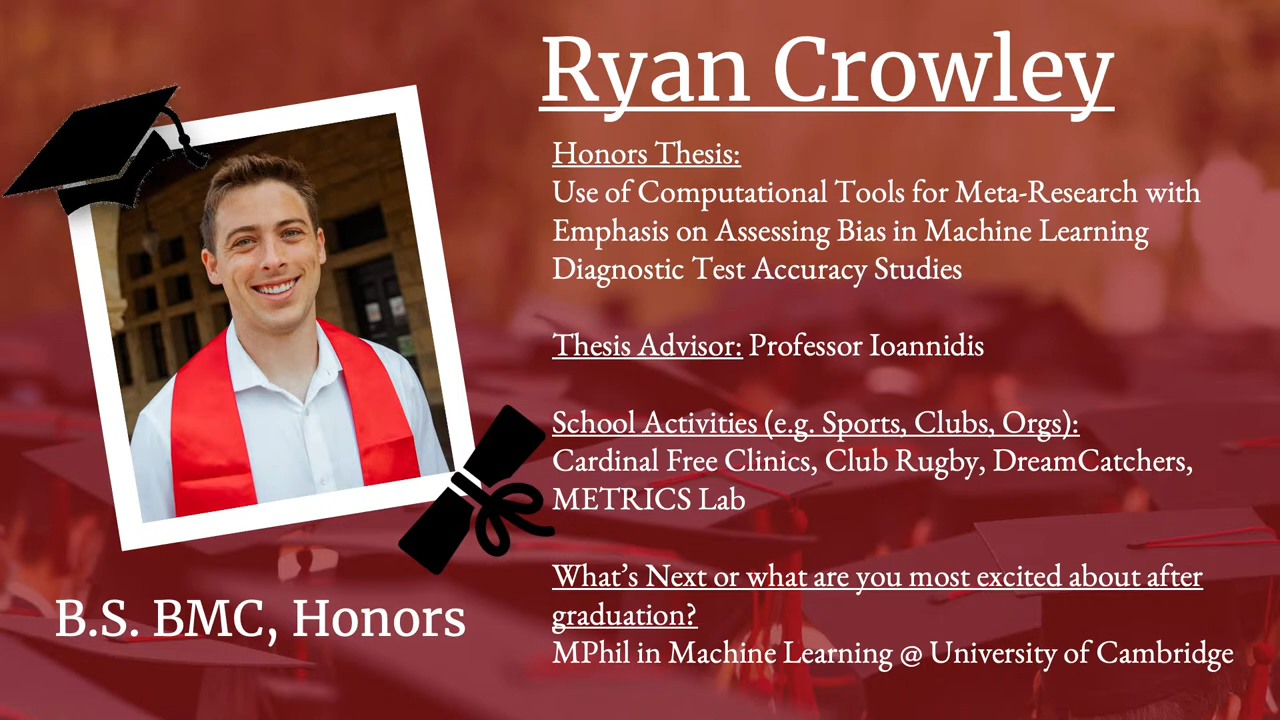 Ryan Crowley
Honors Thesis:
Use of Computational Tools for Meta-Research with
Emphasis on Assessing Bias in Machine Learning
Diagnostic Test Accuracy Studies
Thesis Advisor: Professor Ioannidis
School Activities (e.g. Sports, Clubs, Orgs):
Cardinal Free Clinics, Club Rugby, DreamCatchers,
METRICS Lab
What’s Next or what are you most excited about after
graduation?
MPhil in Machine Learning @ University of Cambridge
B.S. BMC, Honors